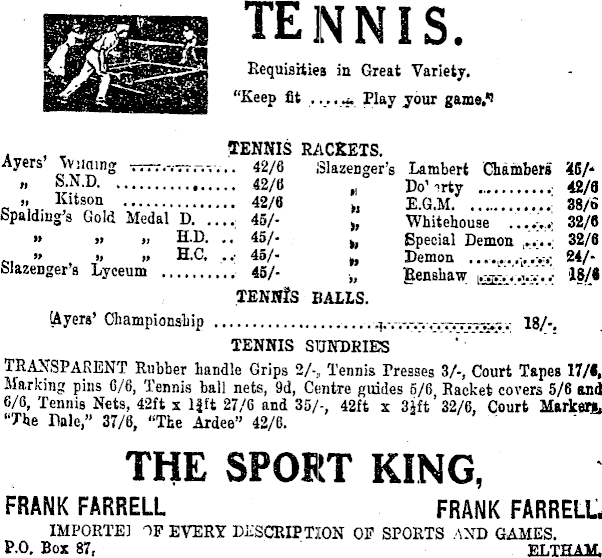 TENNIS.
Requisities in Great Variety.
"Keep fit ...... Play your game."
TENNIS RACKETS.
Ayers' Wilding .............. 42/6
„ S.N.D. .............. 42/6
„ Kitson .............. 42/6
Spalding's Gold Medal D. .... 45/-
„ „ „ H.D. .. 45/-
„ „ „ H.C. .. 45/-
Slazenger's Lyceum .......... 45/-
Slazenger's Lambert Chambers 45/-
„ .......... 42/6
„ E.G.M. .......... 38/6
„ Whitehouse ...... 32/6
„ Special Demon .... 32/6
„ Demon .......... 24/-
„ Renshaw .......... 18/6
TENNIS BALLS.
Ayers' Championship .................................... 18/-.
TENNIS SUNDRIES
TRANSPARENT Rubber handle Grips 2/-, Tennis Presses 3/-, Court Tapes 17/6,
Marking pins 6/6, Tennis ball nets, 9d, Centre guides 5/6, Racket covers 5/6 and
6/6, Tennis Nets, 42ft x ft 27/6 and 35/-, 42ft x 3½ft 32/6, Court Markers,
"The Dale," 37/6, "The Ardee" 42/6.
THE SPORT KING,
FRANK FARRELL FRANK FARRELL.
OF EVERY DESCRIPTION OF SPORTS AND GAMES.
P.O. Box 87, ELTHAM.